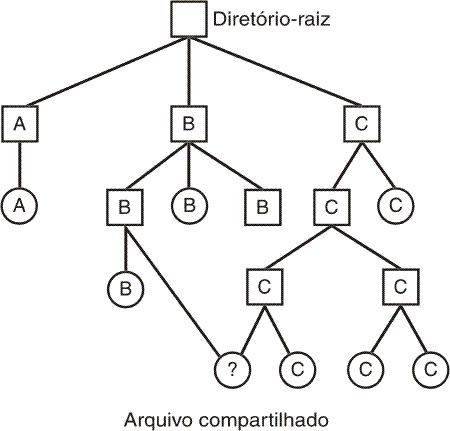 Diretório-raiz
A B C
A B B B C C
B C C
? C C C
Arquivo compartilhado